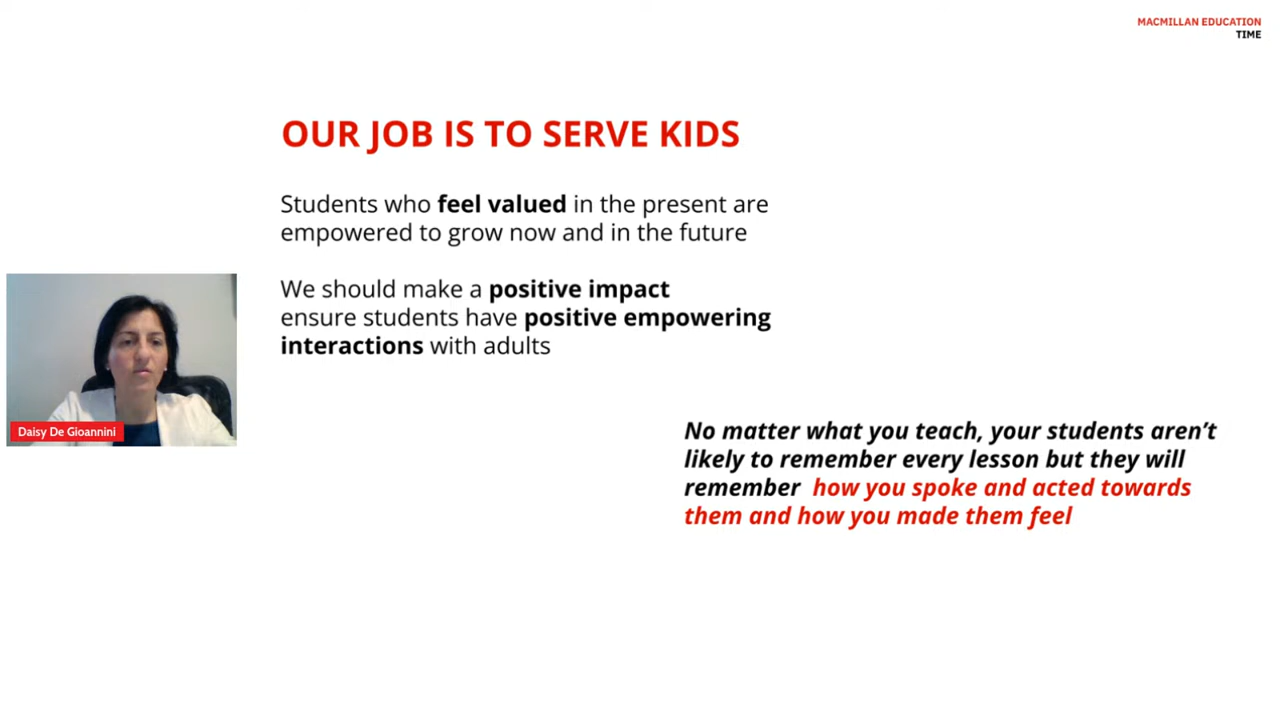 MACMILLAN EDUCATION
TIME
OUR JOB IS TO SERVE KIDS
Students who feel valued in the present are
empowered to grow now and in the future
We should make a positive impact
ensure students have positive empowering
interactions with adults
Daisy De Gioannini
No matter what you teach, your students aren’t
likely to remember every lesson but they will
remember how you spoke and acted towards
them and how you made them feel